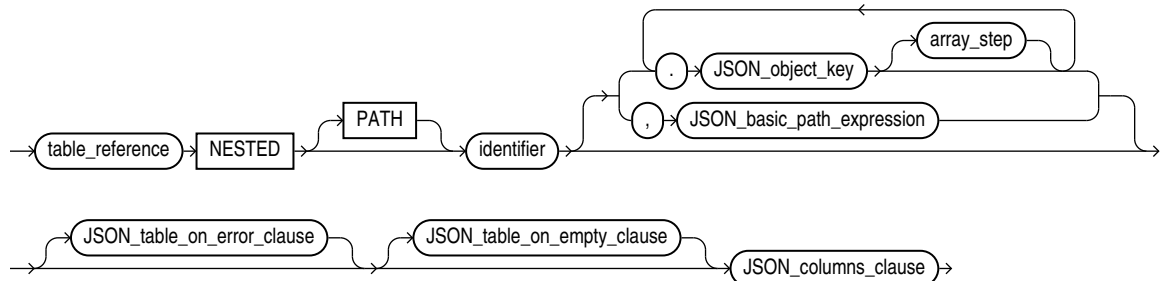 . JSON_object_key array_step
, JSON_basic_path_expression
table_reference NESTED PATH identifier
JSON_table_on_error_clause JSON_table_on_empty_clause JSON_columns_clause